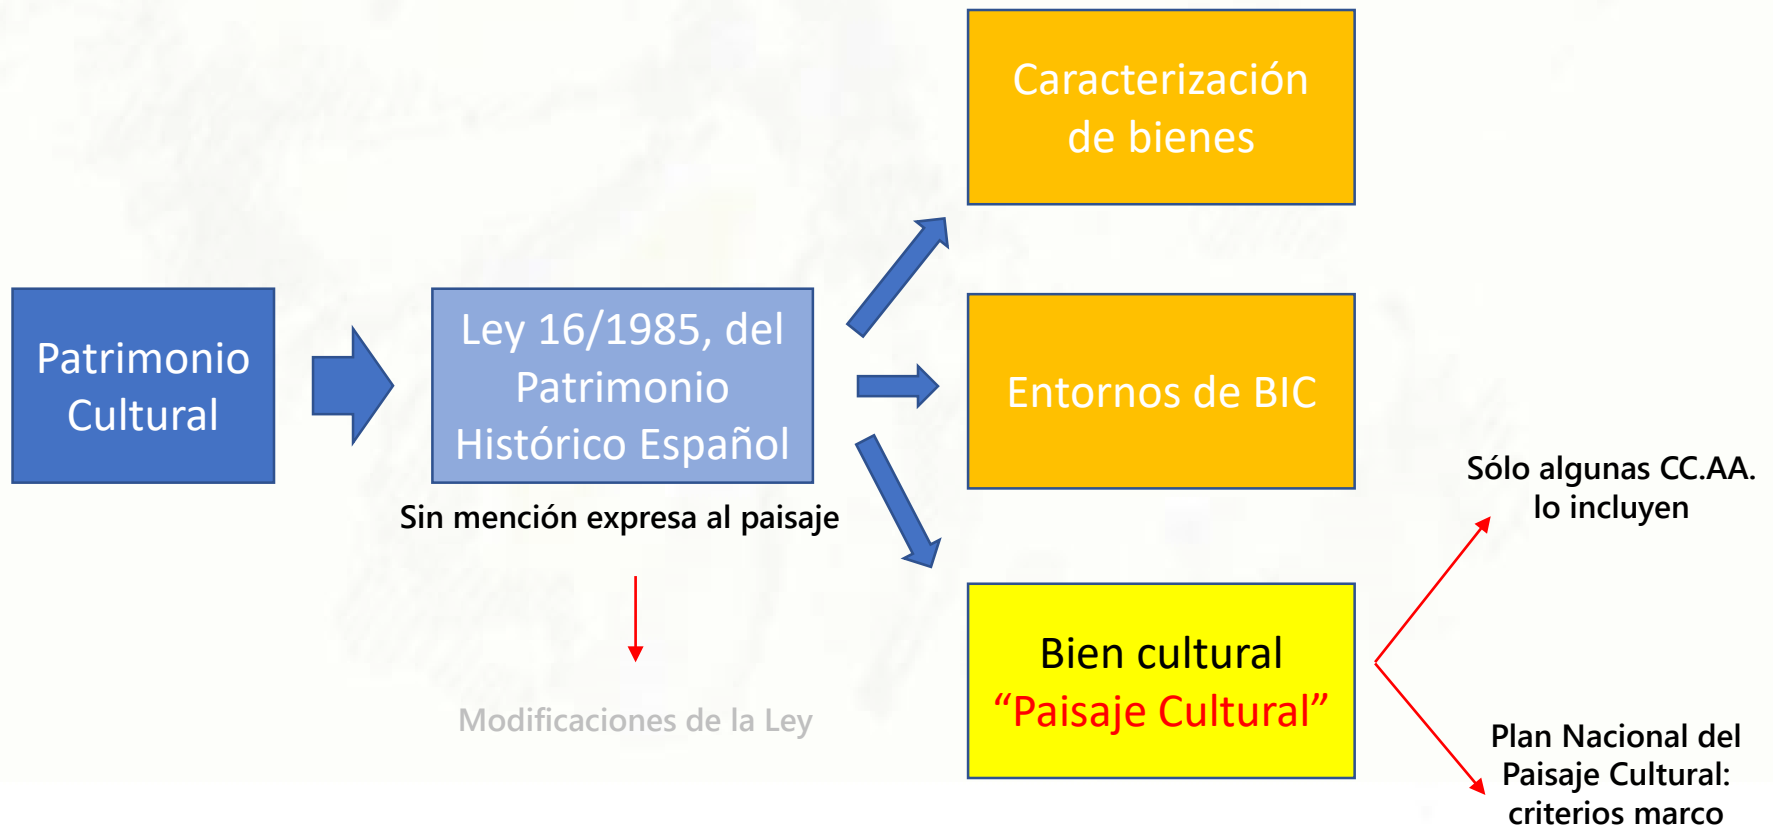 Caracterización
de bienes
Patrimonio
Cultural
Ley 16/1985, del
Patrimonio
Histórico Español
Sin mención expresa al paisaje
Modificaciones de la Ley
Entornos de BIC
Bien cultural
“Paisaje Cultural”
Sólo algunas CC.AA.
lo incluyen
Plan Nacional del
Paisaje Cultural:
criterios marco